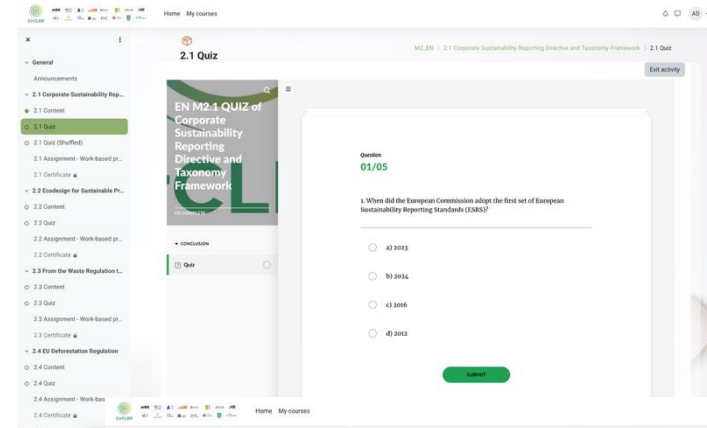 CIRCLER
Home My courses
AD
General
Announcements
2.1 Corporate Sustainability Rep...
2.1 Content
2.1 Quiz
2.1 Quiz (Shuffled)
2.1 Assignment - Work-based pr...
2.1 Certificate
2.2 Ecodesign for Sustainable Pr...
2.2 Content
2.2 Quiz
2.2 Assignment - Work-based pr...
2.2 Certificate
2.3 From the Waste Regulation t...
2.3 Content
2.3 Quiz
2.3 Assignment - Work-based pr...
2.3 Certificate
2.4 EU Deforestation Regulation
2.4 Content
2.4 Quiz
2.4 Assignment - Work-bas
2.4 Certificate
2.1 Quiz
M2_EN > 2.1 Corporate Sustainability Reporting Directive and Taxonomy Framework > 2.1 Quiz
Exit activity
EN M2.1 QUIZ of
Corporate
Sustainability
Reporting
Directive and
Taxonomy
Framework
0% COMPLETE
CONCLUSION
Quiz
Question
01/05
1. When did the European Commission adopt the first set of European
Sustainability Reporting Standards (ESRS)?
a) 2023
b) 2024
c) 2016
d) 2012
SUBMIT
Home My courses